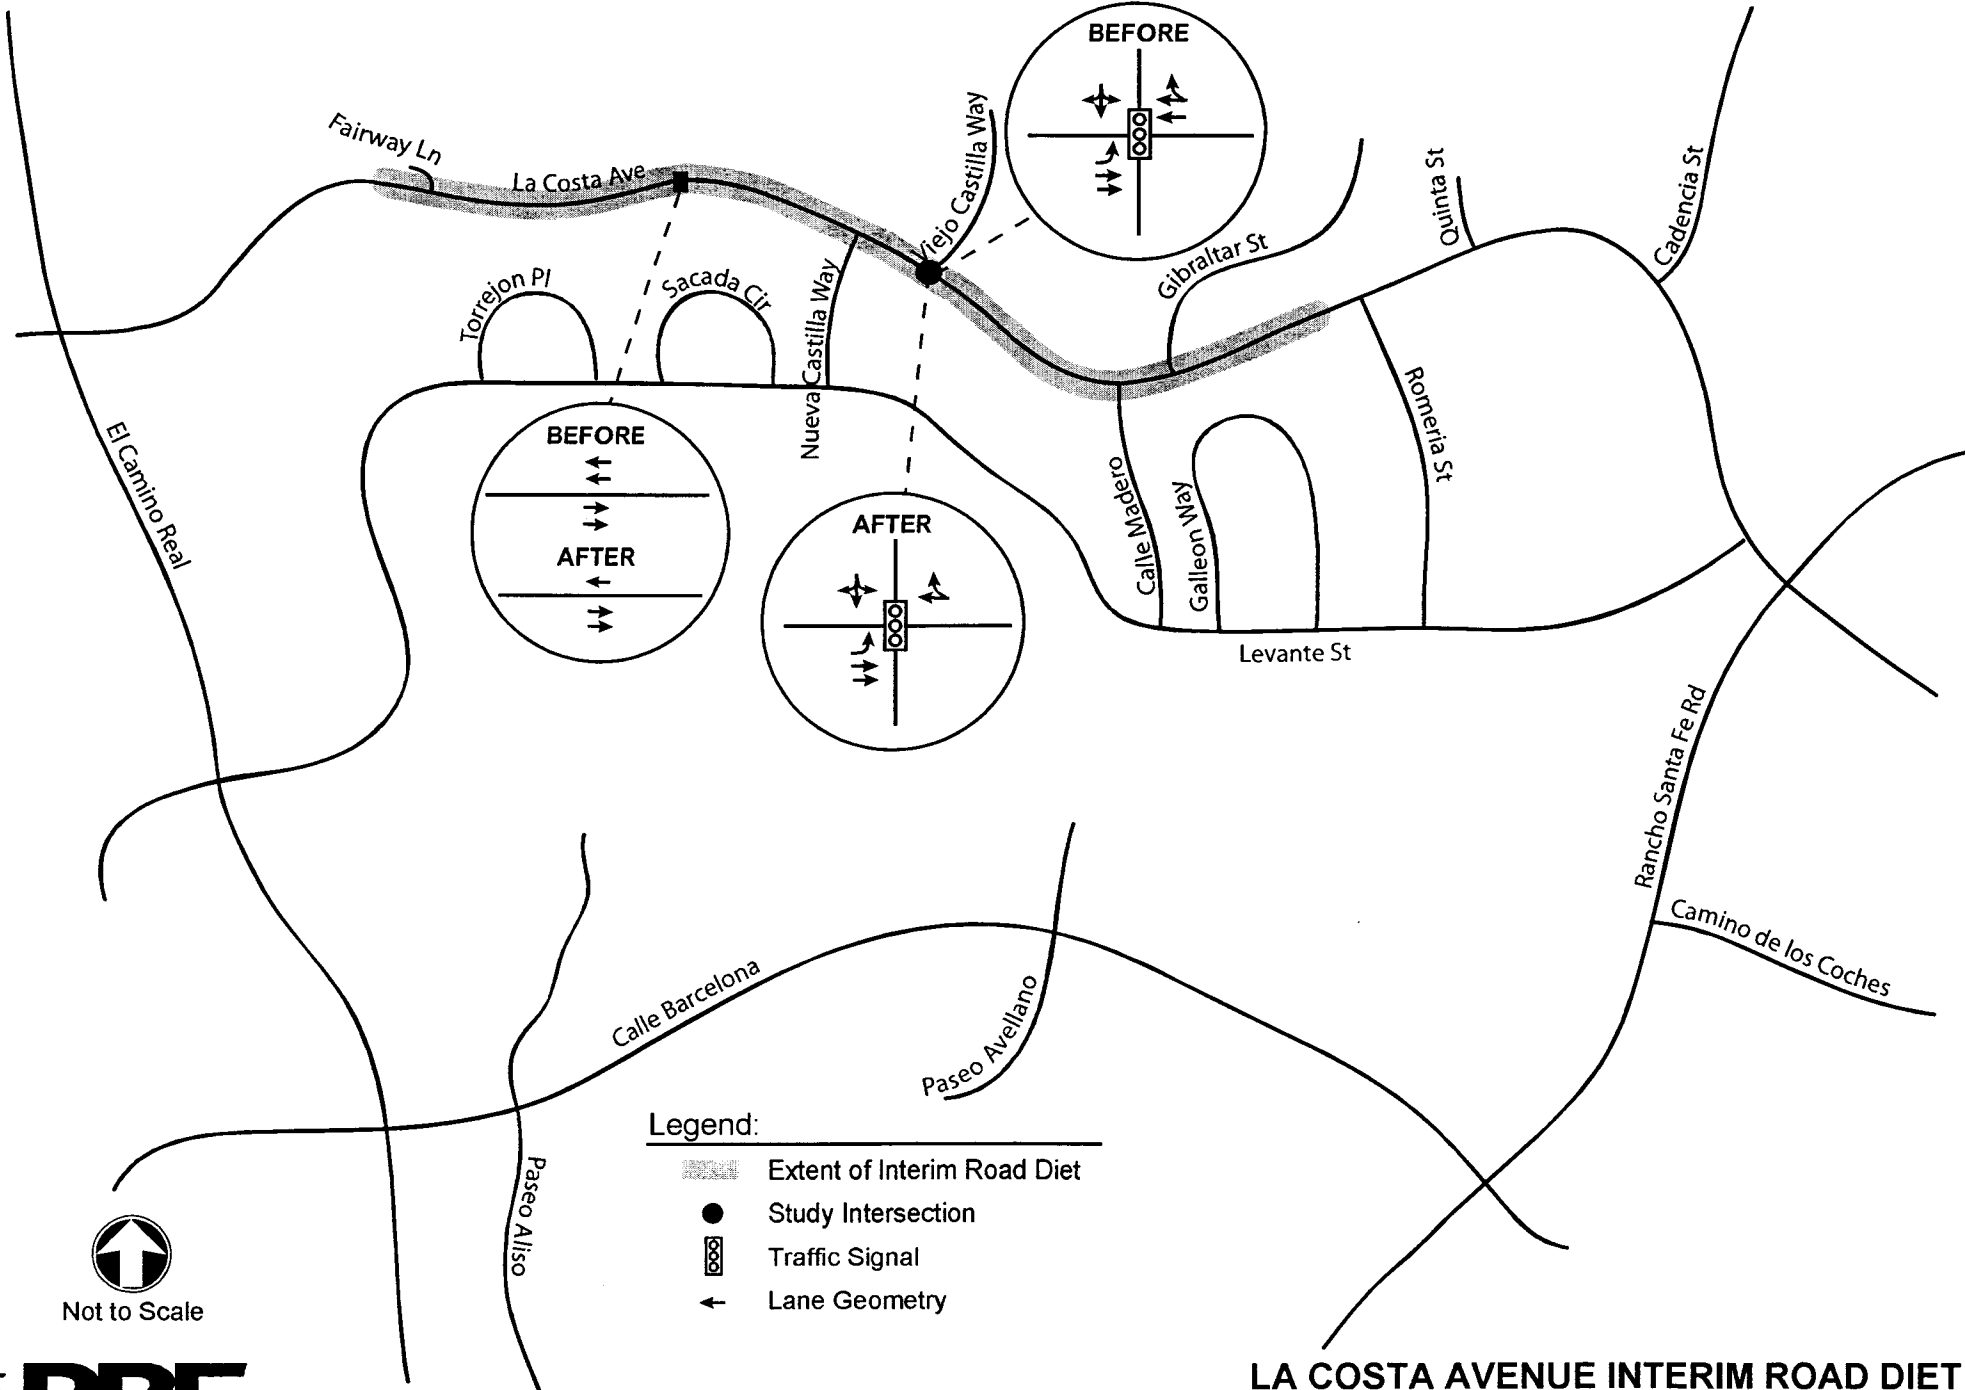 BEFORE
Fairway Ln
La Costa Ave
Viejo Castilla Way
Gibraltar St
Quinta St
Cadencia St
Torrejon Pl
Sacada Cir
Nueva Castilla Way
El Camino Real
BEFORE
AFTER
AFTER
Calle Madero
Galleon Way
Romeria St
Levante St
Rancho Santa Fe Rd
Camino de los Coches
Calle Barcelona
Paseo Avellano
Paseo Aliso
Legend:
Extent of Interim Road Diet
Study Intersection
Traffic Signal
Lane Geometry
Not to Scale
LA COSTA AVENUE INTERIM ROAD DIET